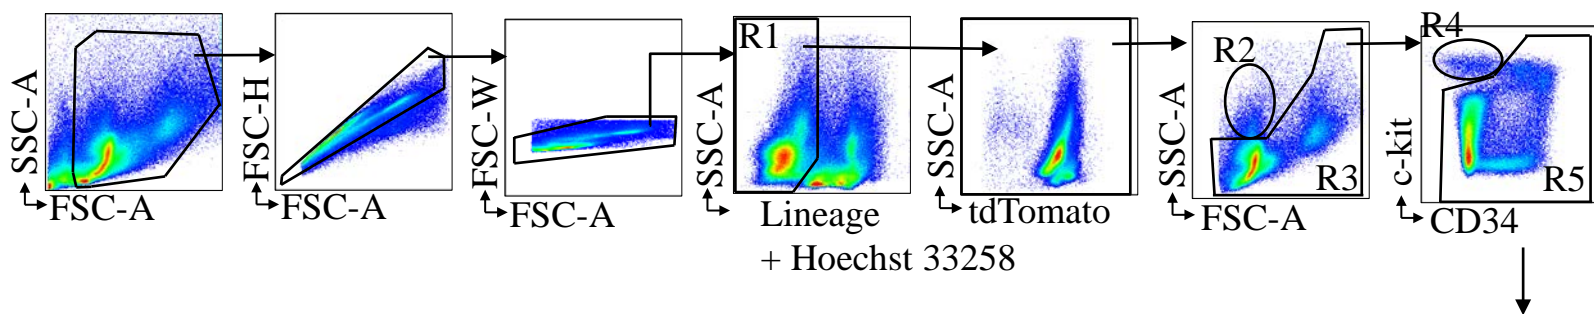 SSC-A
FSC-A
FSC-H
FSC-A
FSC-W
FSC-A
R1
SSC-A
Lineage
+ Hoechst 33258
SSC-A
tdTomato
R2
R3
SSC-A
FSC-A
R4
R5
c-kit
CD34